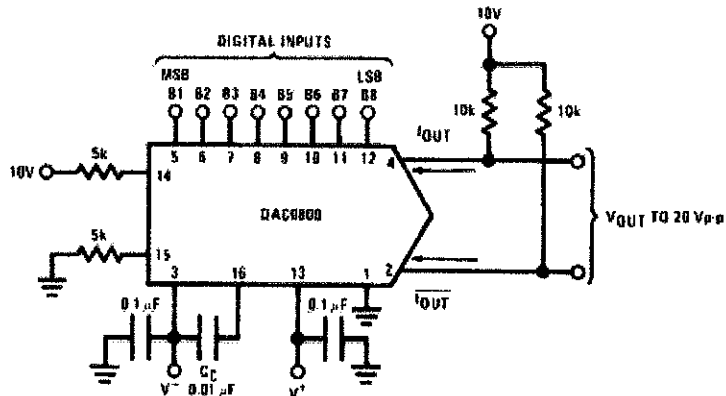 10V
DIGITAL INPUTS
MSB LSB
B1 B2 B3 B4 B5 B6 B7 B8
10k 10k
IOUT
5 6 7 8 9 10 11 12 4
5k
10V 14
DAC0800
VOUT TO 20 Vp-p
5k
15
3 16 13 1 2
IOUT
0.1 µF 0.1 µF
CC
V− 0.01 µF V+